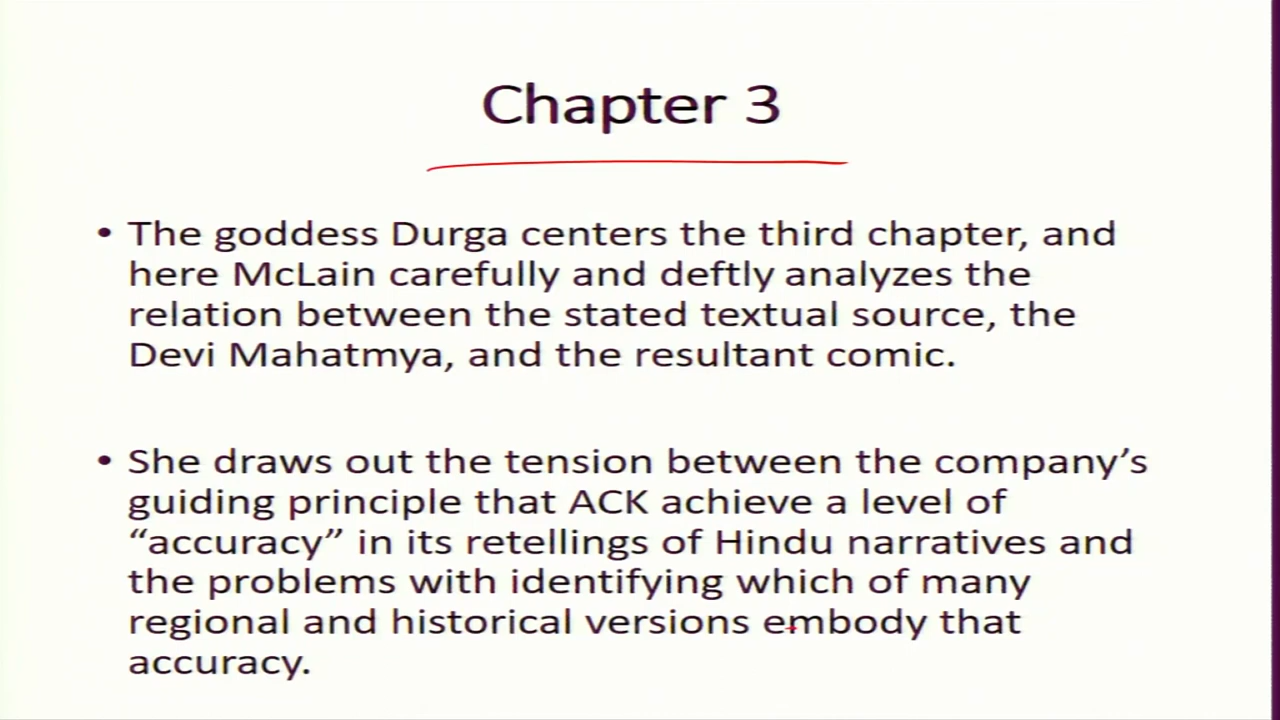 Chapter 3
• The goddess Durga centers the third chapter, and
here McLain carefully and deftly analyzes the
relation between the stated textual source, the
Devi Mahatmya, and the resultant comic.
• She draws out the tension between the company’s
guiding principle that ACK achieve a level of
“accuracy” in its retellings of Hindu narratives and
the problems with identifying which of many
regional and historical versions embody that
accuracy.